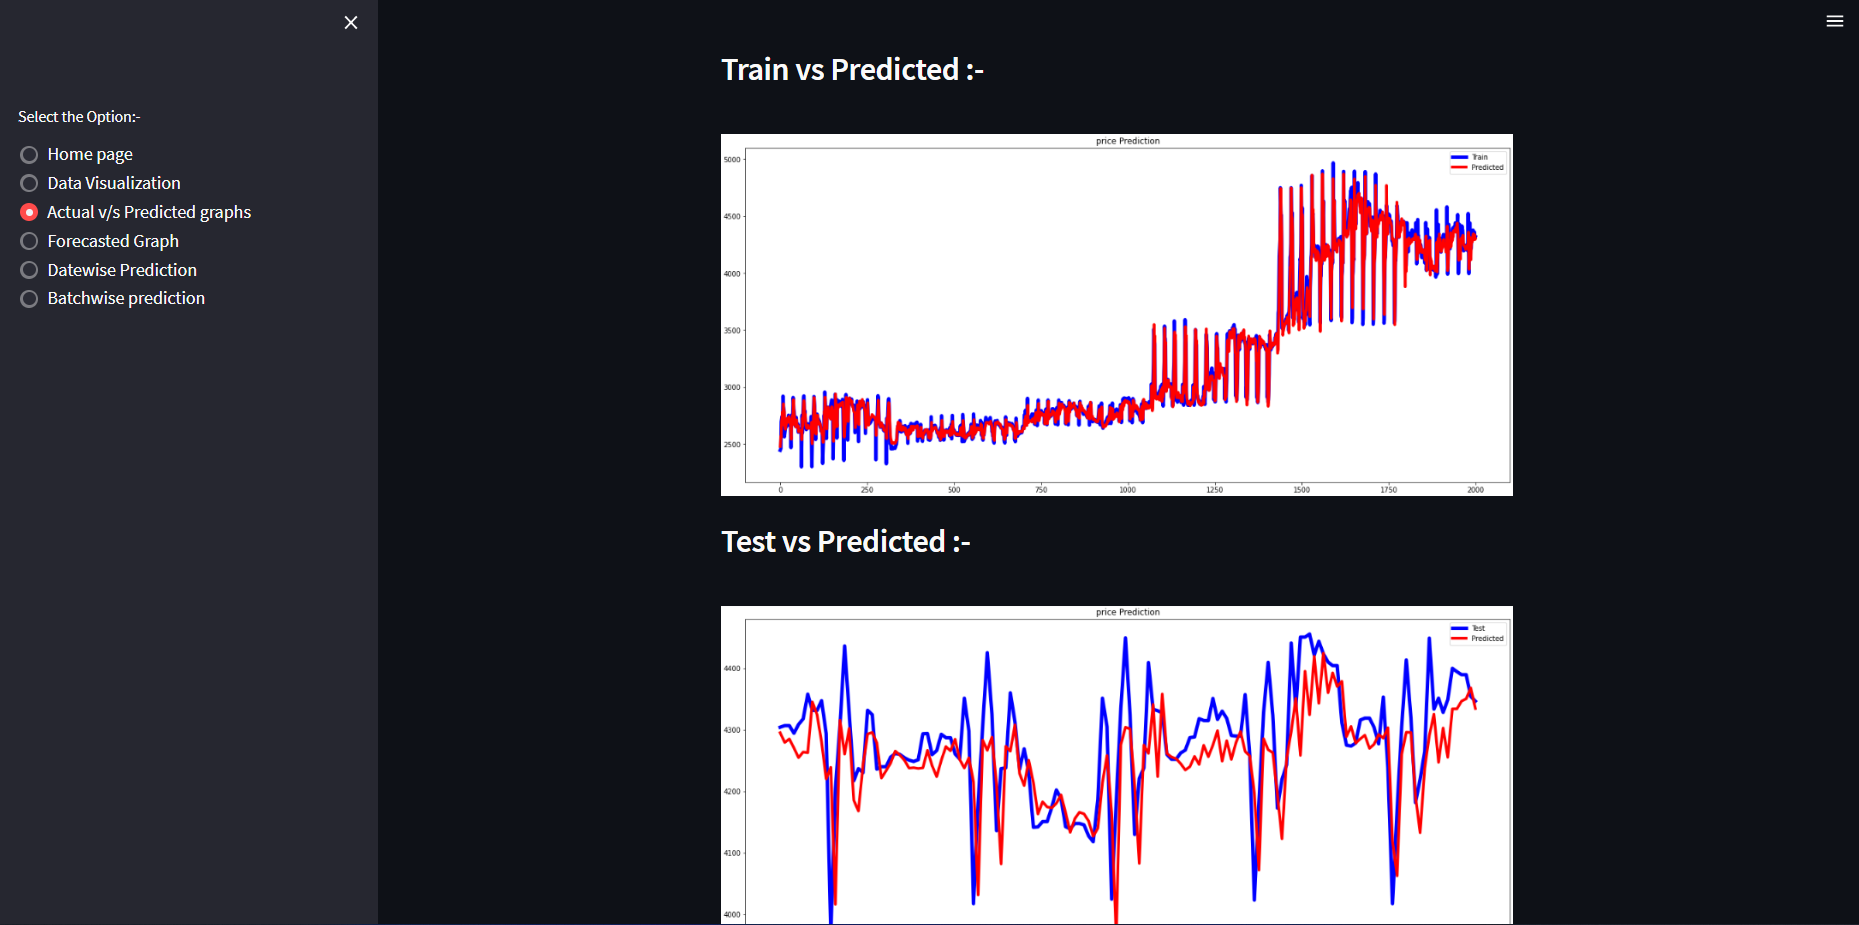 Select the Option:-
Home page
Data Visualization
Actual v/s Predicted graphs
Forecasted Graph
Datewise Prediction
Batchwise prediction
Train vs Predicted :-
price Prediction
Train
Predicted
5000
4500
4000
3500
3000
2500
0 250 500 750 1000 1250 1500 1750 2000
Test vs Predicted :-
price Prediction
Test
Predicted
4400
4300
4200
4100
4000